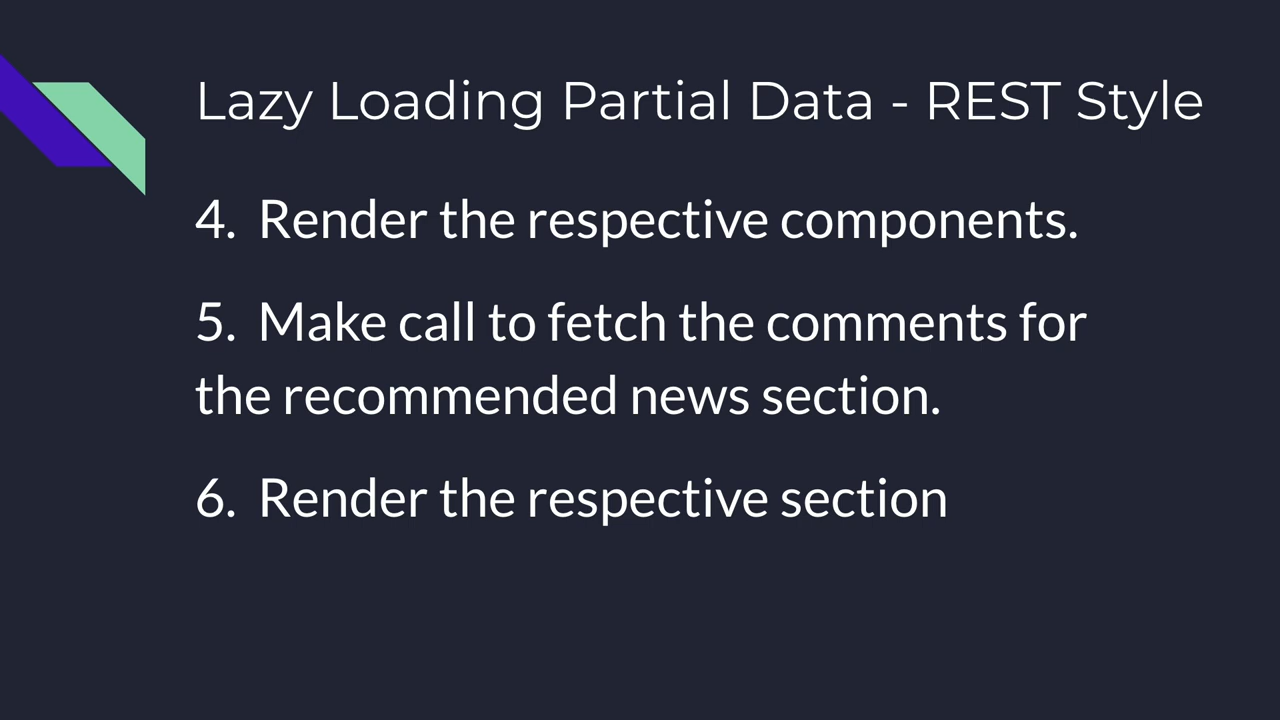 Lazy Loading Partial Data - REST Style
4. Render the respective components.
5. Make call to fetch the comments for
the recommended news section.
6. Render the respective section